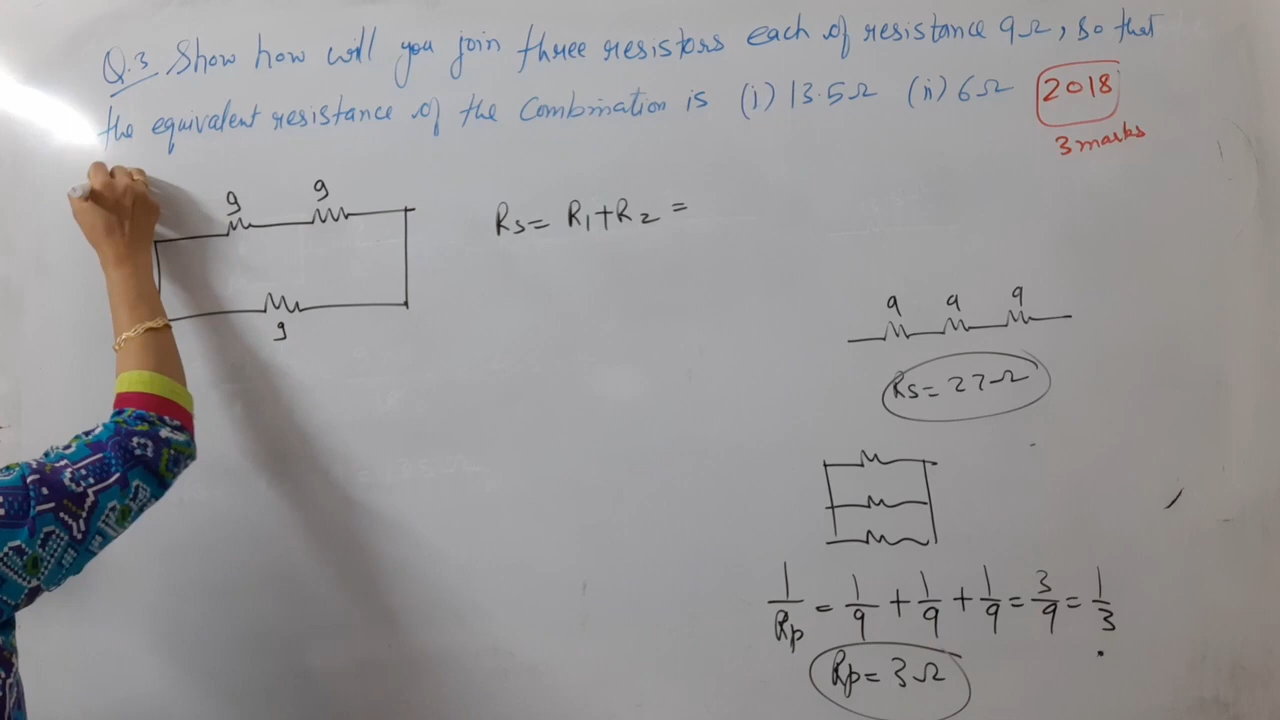 Q.3 Show how will you join three resistors each of resistance 9Ω, so that
the equivalent resistance of the Combination is (i) 13.5Ω (ii) 6Ω
2018
3 marks
9 9
9
Rs = R1+R2 =
9 9 9
Rs = 27Ω
1/Rp = 1/9 + 1/9 + 1/9 = 3/9 = 1/3
Rp = 3Ω